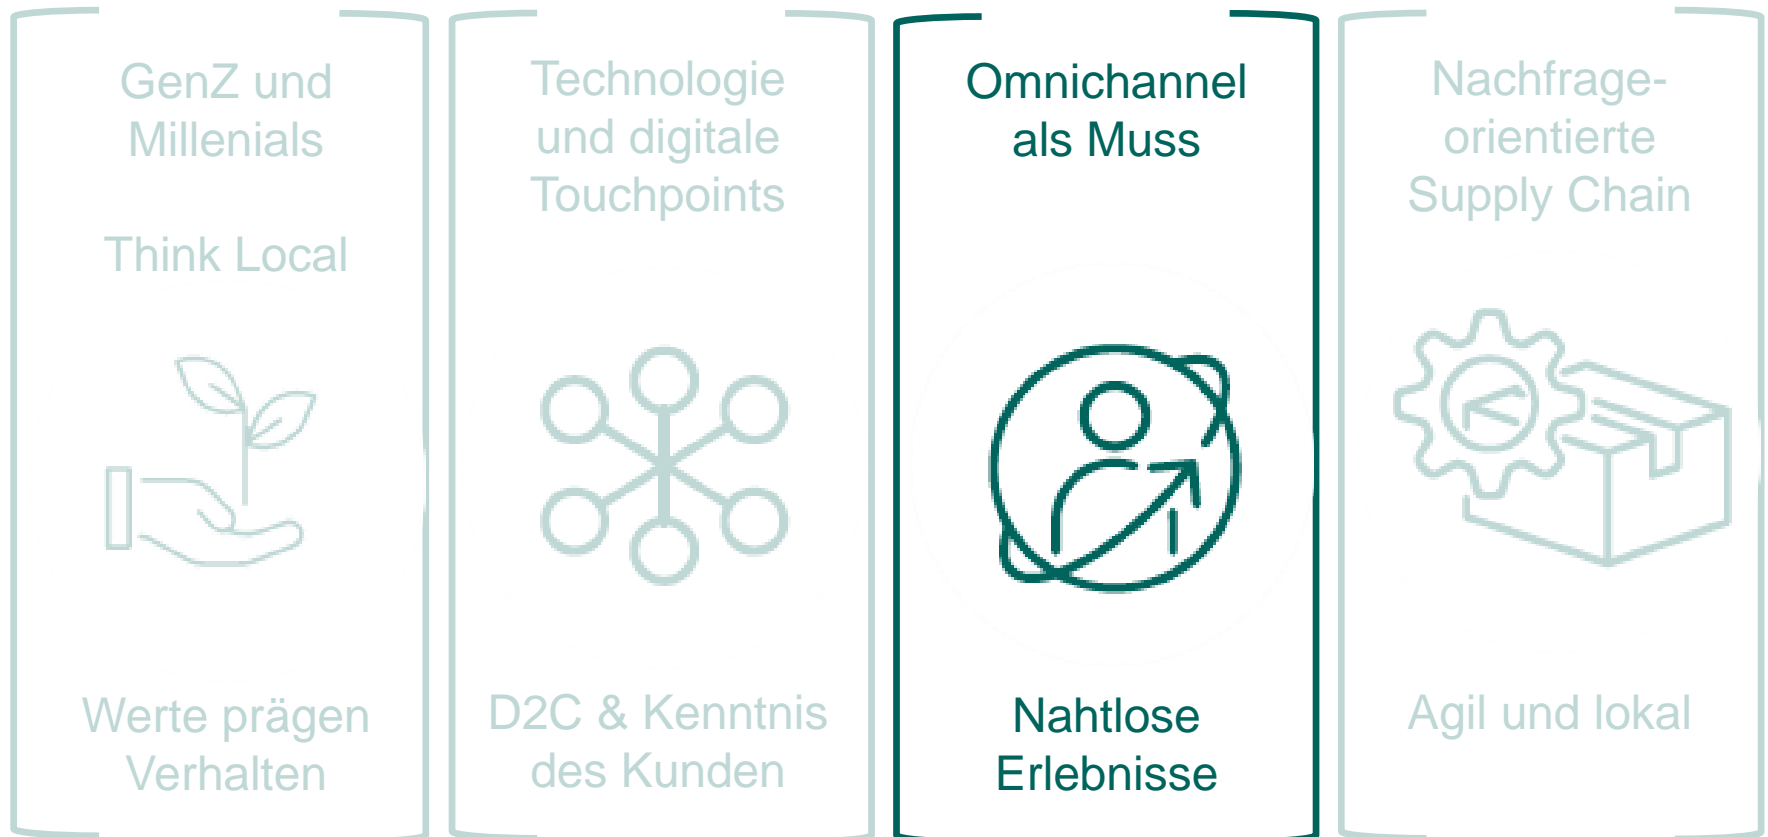 GenZ und
Millenials
Think Local
Werte prägen
Verhalten
Technologie
und digitale
Touchpoints
D2C & Kenntnis
des Kunden
Omnichannel
als Muss
Nahtlose
Erlebnisse
Nachfrage-
orientierte
Supply Chain
Agil und lokal